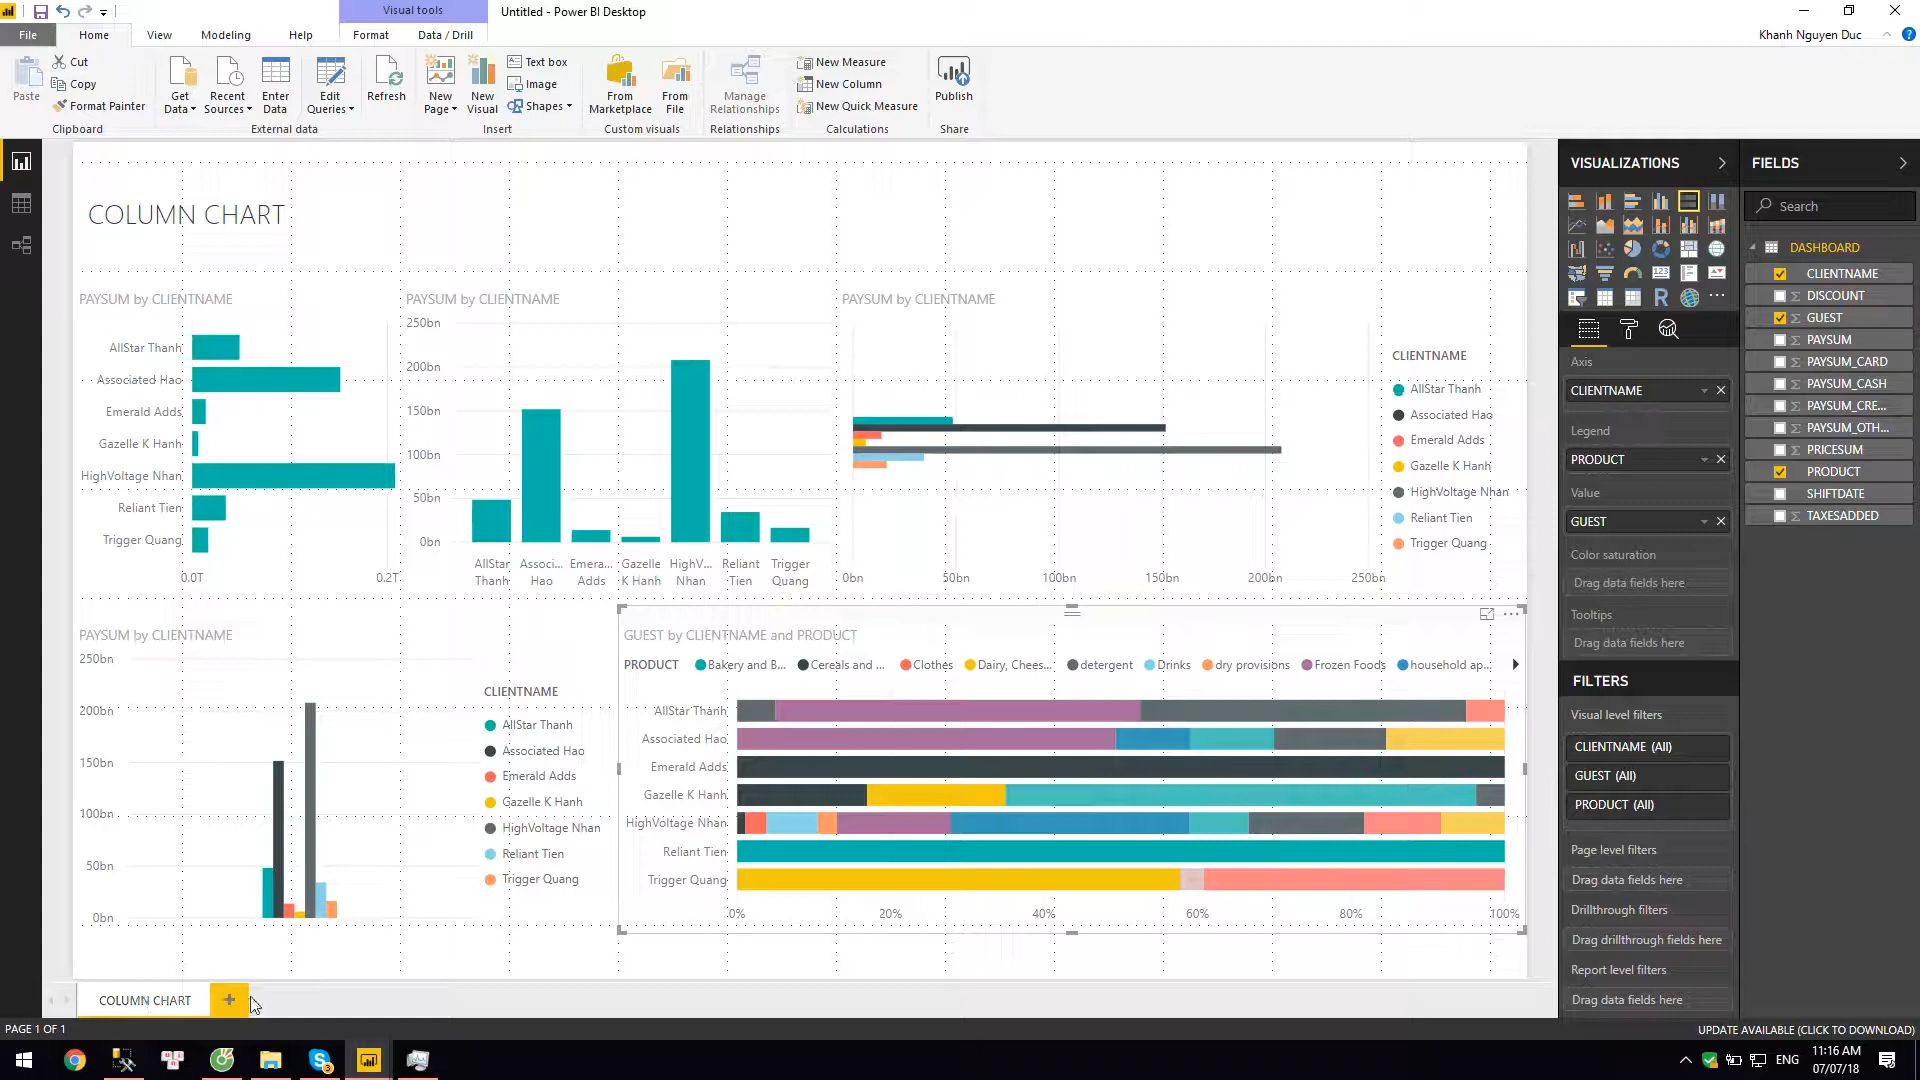 Visual tools
Untitled - Power BI Desktop
File
Home
View
Modeling
Help
Format
Data / Drill
Khanh Nguyen Duc
Paste
Cut
Copy
Format Painter
Clipboard
Get Data
Recent Sources
Enter Data
Edit Queries
External data
Refresh
New Page
New Visual
Text box
Image
Shapes
Insert
From Marketplace
From File
Custom visuals
Manage Relationships
Relationships
New Measure
New Column
New Quick Measure
Calculations
Publish
Share
COLUMN CHART
PAYSUM by CLIENTNAME
AllStar Thanh
Associated Hao
Emerald Adds
Gazelle K Hanh
HighVoltage Nhan
Reliant Tien
Trigger Quang
0.0T
0.2T
PAYSUM by CLIENTNAME
250bn
200bn
150bn
100bn
50bn
0bn
AllStar Thanh
Associ... Hao
Emera... Adds
Gazelle K Hanh
HighV... Nhan
Reliant Tien
Trigger Quang
PAYSUM by CLIENTNAME
0bn
50bn
100bn
150bn
200bn
250bn
CLIENTNAME
AllStar Thanh
Associated Hao
Emerald Adds
Gazelle K Hanh
HighVoltage Nhan
Reliant Tien
Trigger Quang
PAYSUM by CLIENTNAME
250bn
200bn
150bn
100bn
50bn
0bn
CLIENTNAME
AllStar Thanh
Associated Hao
Emerald Adds
Gazelle K Hanh
HighVoltage Nhan
Reliant Tien
Trigger Quang
GUEST by CLIENTNAME and PRODUCT
PRODUCT Bakery and B... Cereals and ... Clothes Dairy, Chees... detergent Drinks dry provisions Frozen Foods household ap...
AllStar Thanh
Associated Hao
Emerald Adds
Gazelle K Hanh
HighVoltage Nhan
Reliant Tien
Trigger Quang
0%
20%
40%
60%
80%
100%
VISUALIZATIONS
Axis
CLIENTNAME
Legend
PRODUCT
Value
GUEST
Color saturation
Drag data fields here
Tooltips
Drag data fields here
FILTERS
Visual level filters
CLIENTNAME (All)
GUEST (All)
PRODUCT (All)
Page level filters
Drag data fields here
Drillthrough filters
Drag drillthrough fields here
Report level filters
Drag data fields here
FIELDS
Search
DASHBOARD
CLIENTNAME
DISCOUNT
GUEST
PAYSUM
PAYSUM_CARD
PAYSUM_CASH
PAYSUM_CRE...
PAYSUM_OTH...
PRICESUM
PRODUCT
SHIFTDATE
TAXESADDED
COLUMN CHART
PAGE 1 OF 1
UPDATE AVAILABLE (CLICK TO DOWNLOAD)
ENG
11:16 AM
07/07/18